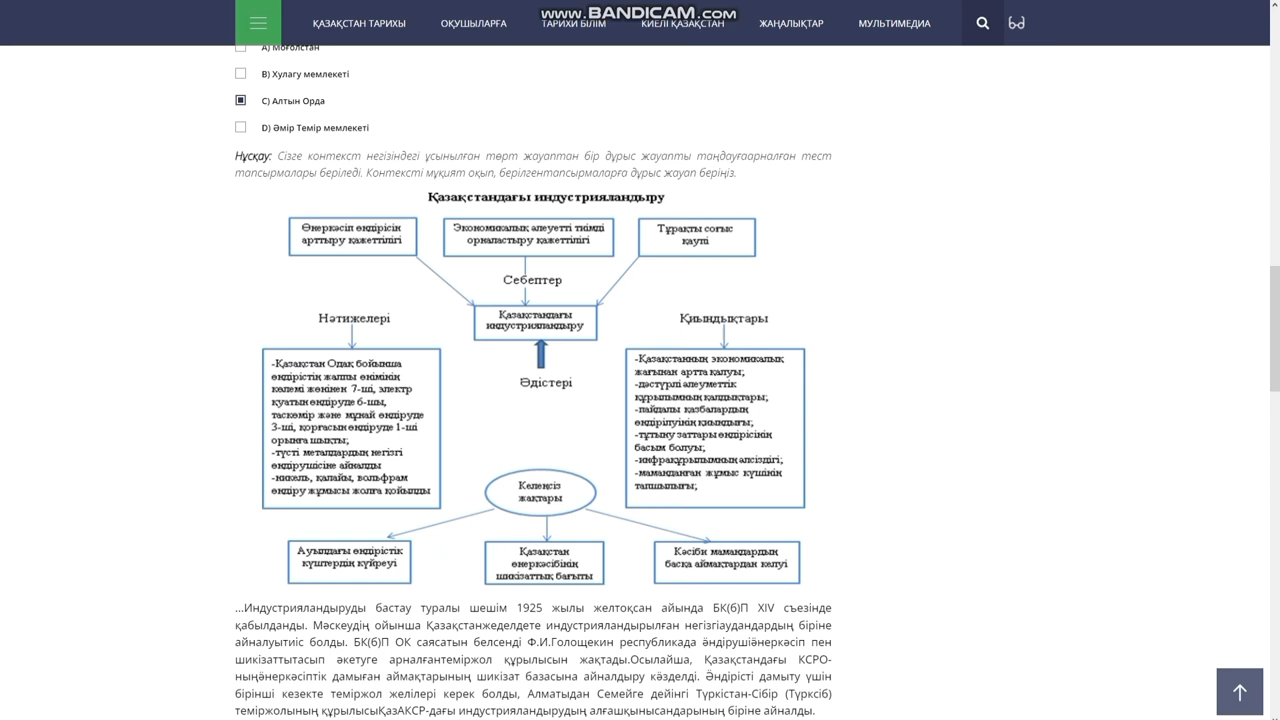 www.BANDICAM.com
ҚАЗАҚСТАН ТАРИХЫ ОҚУШЫЛАРҒА ТАРИХИ БІЛІМ КИЕЛІ ҚАЗАҚСТАН ЖАҢАЛЫҚТАР МУЛЬТИМЕДИА
A) Моғолстан
B) Хулагу мемлекеті
C) Алтын Орда
D) Әмір Темір мемлекеті
Нұсқау: Сізге контекст негізіндегі ұсынылған төрт жауаптан бір дұрыс жауапты таңдауғаарналған тест
тапсырмалары беріледі. Контексті мұқият оқып, берілгентапсырмаларға дұрыс жауап беріңіз.
Қазақстандағы индустрияландыру
Өнеркәсіп өндірісін
арттыру қажеттілігі
Экономикалық әлеуетті тиімді
орналастыру қажеттілігі
Тұрақты соғыс
қаупі
Себептер
Қазақстандағы
индустрияландыру
Нәтижелері
Қиындықтары
Әдістері
-Қазақстан Одақ бойынша
өндірістің жалпы өнімінің
көлемі жөнінен 7-ші, электр
қуатын өндіруде 6-шы,
таскөмір және мұнай өндіруде
3-ші, қорғасын өндіруде 1-ші
орынға шықты;
-түсті металдардың негізгі
өндірушісіне айналды
-никель, қалайы, вольфрам
өндіру жұмысы жолға қойылды
-Қазақстанның экономикалық
жағынан артта қалуы;
-дәстүрлі әлеуметтік
құрылымның қалдықтары;
-пайдалы қазбалардың
өндірілуінің қиындығы;
-тұтыну заттары өндірісінің
басым болуы;
-инфрақұрылымның әлсіздігі;
-маманданған жұмыс күшінің
тапшылығы;
Келеңсіз
жақтары
Ауылдағы өндірістік
күштердің күйреуі
Қазақстан
өнеркәсібінің
шикізаттық бағыты
Кәсіби мамандардың
басқа аймақтардан келуі
...Индустрияландыруды бастау туралы шешім 1925 жылы желтоқсан айында БК(б)П XIV съезінде
қабылданды. Мәскеудің ойынша Қазақстанжеделдете индустрияландырылған негізгіаудандардың біріне
айналуытиіс болды. БК(б)П ОК саясатын белсенді Ф.И.Голощекин республикада әндірушіәнеркәсіп пен
шикізаттытасып әкетуге арналғантеміржол құрылысын жақтады.Осылайша, Қазақстандағы КСРО-
ныңәнеркәсіптік дамыған аймақтарының шикізат базасына айналдыру көзделді. Әндірісті дамыту үшін
бірінші кезекте теміржол желілері керек болды, Алматыдан Семейге дейінгі Түркістан-Сібір (Түрксіб)
теміржолының құрылысыҚазАКСР-дағы индустрияландырудың алғашқынысандарының біріне айналды.